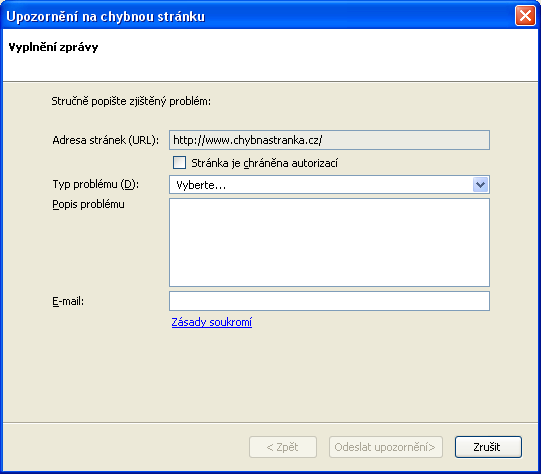 Upozornění na chybnou stránku
Vyplnění zprávy
Stručně popište zjištěný problém:
Adresa stránek (URL): http://www.chybnastranka.cz/
Stránka je chráněna autorizací
Typ problému (D): Vyberte...
Popis problému
E-mail:
Zásady soukromí
< Zpět Odeslat upozornění> Zrušit